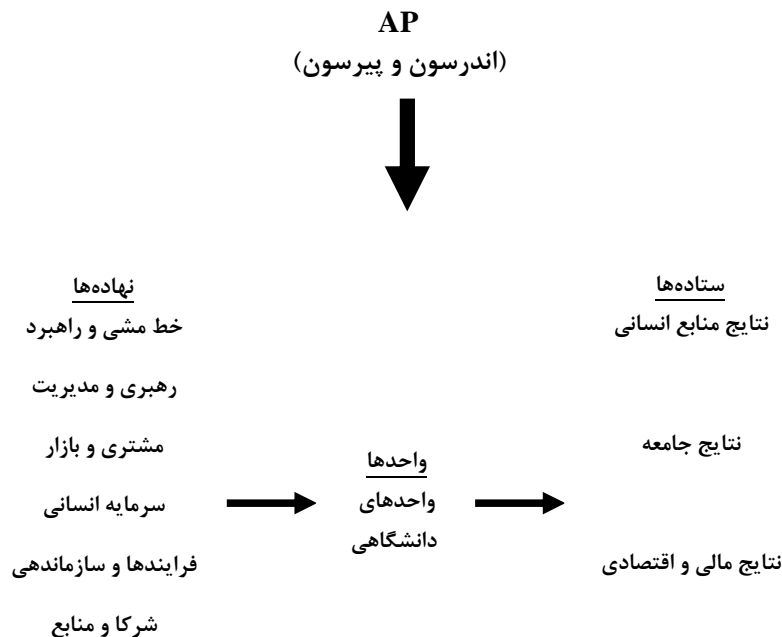 AP
(اندرسون و پیرسون)
ستاده‌ها
نتایج منابع انسانی
نتایج جامعه
نتایج مالی و اقتصادی
واحدها
واحدهای
دانشگاهی
نهاده‌ها
خط مشی و راهبرد
رهبری و مدیریت
مشتری و بازار
سرمایه انسانی
فرایندها و سازماندهی
شرکا و منابع